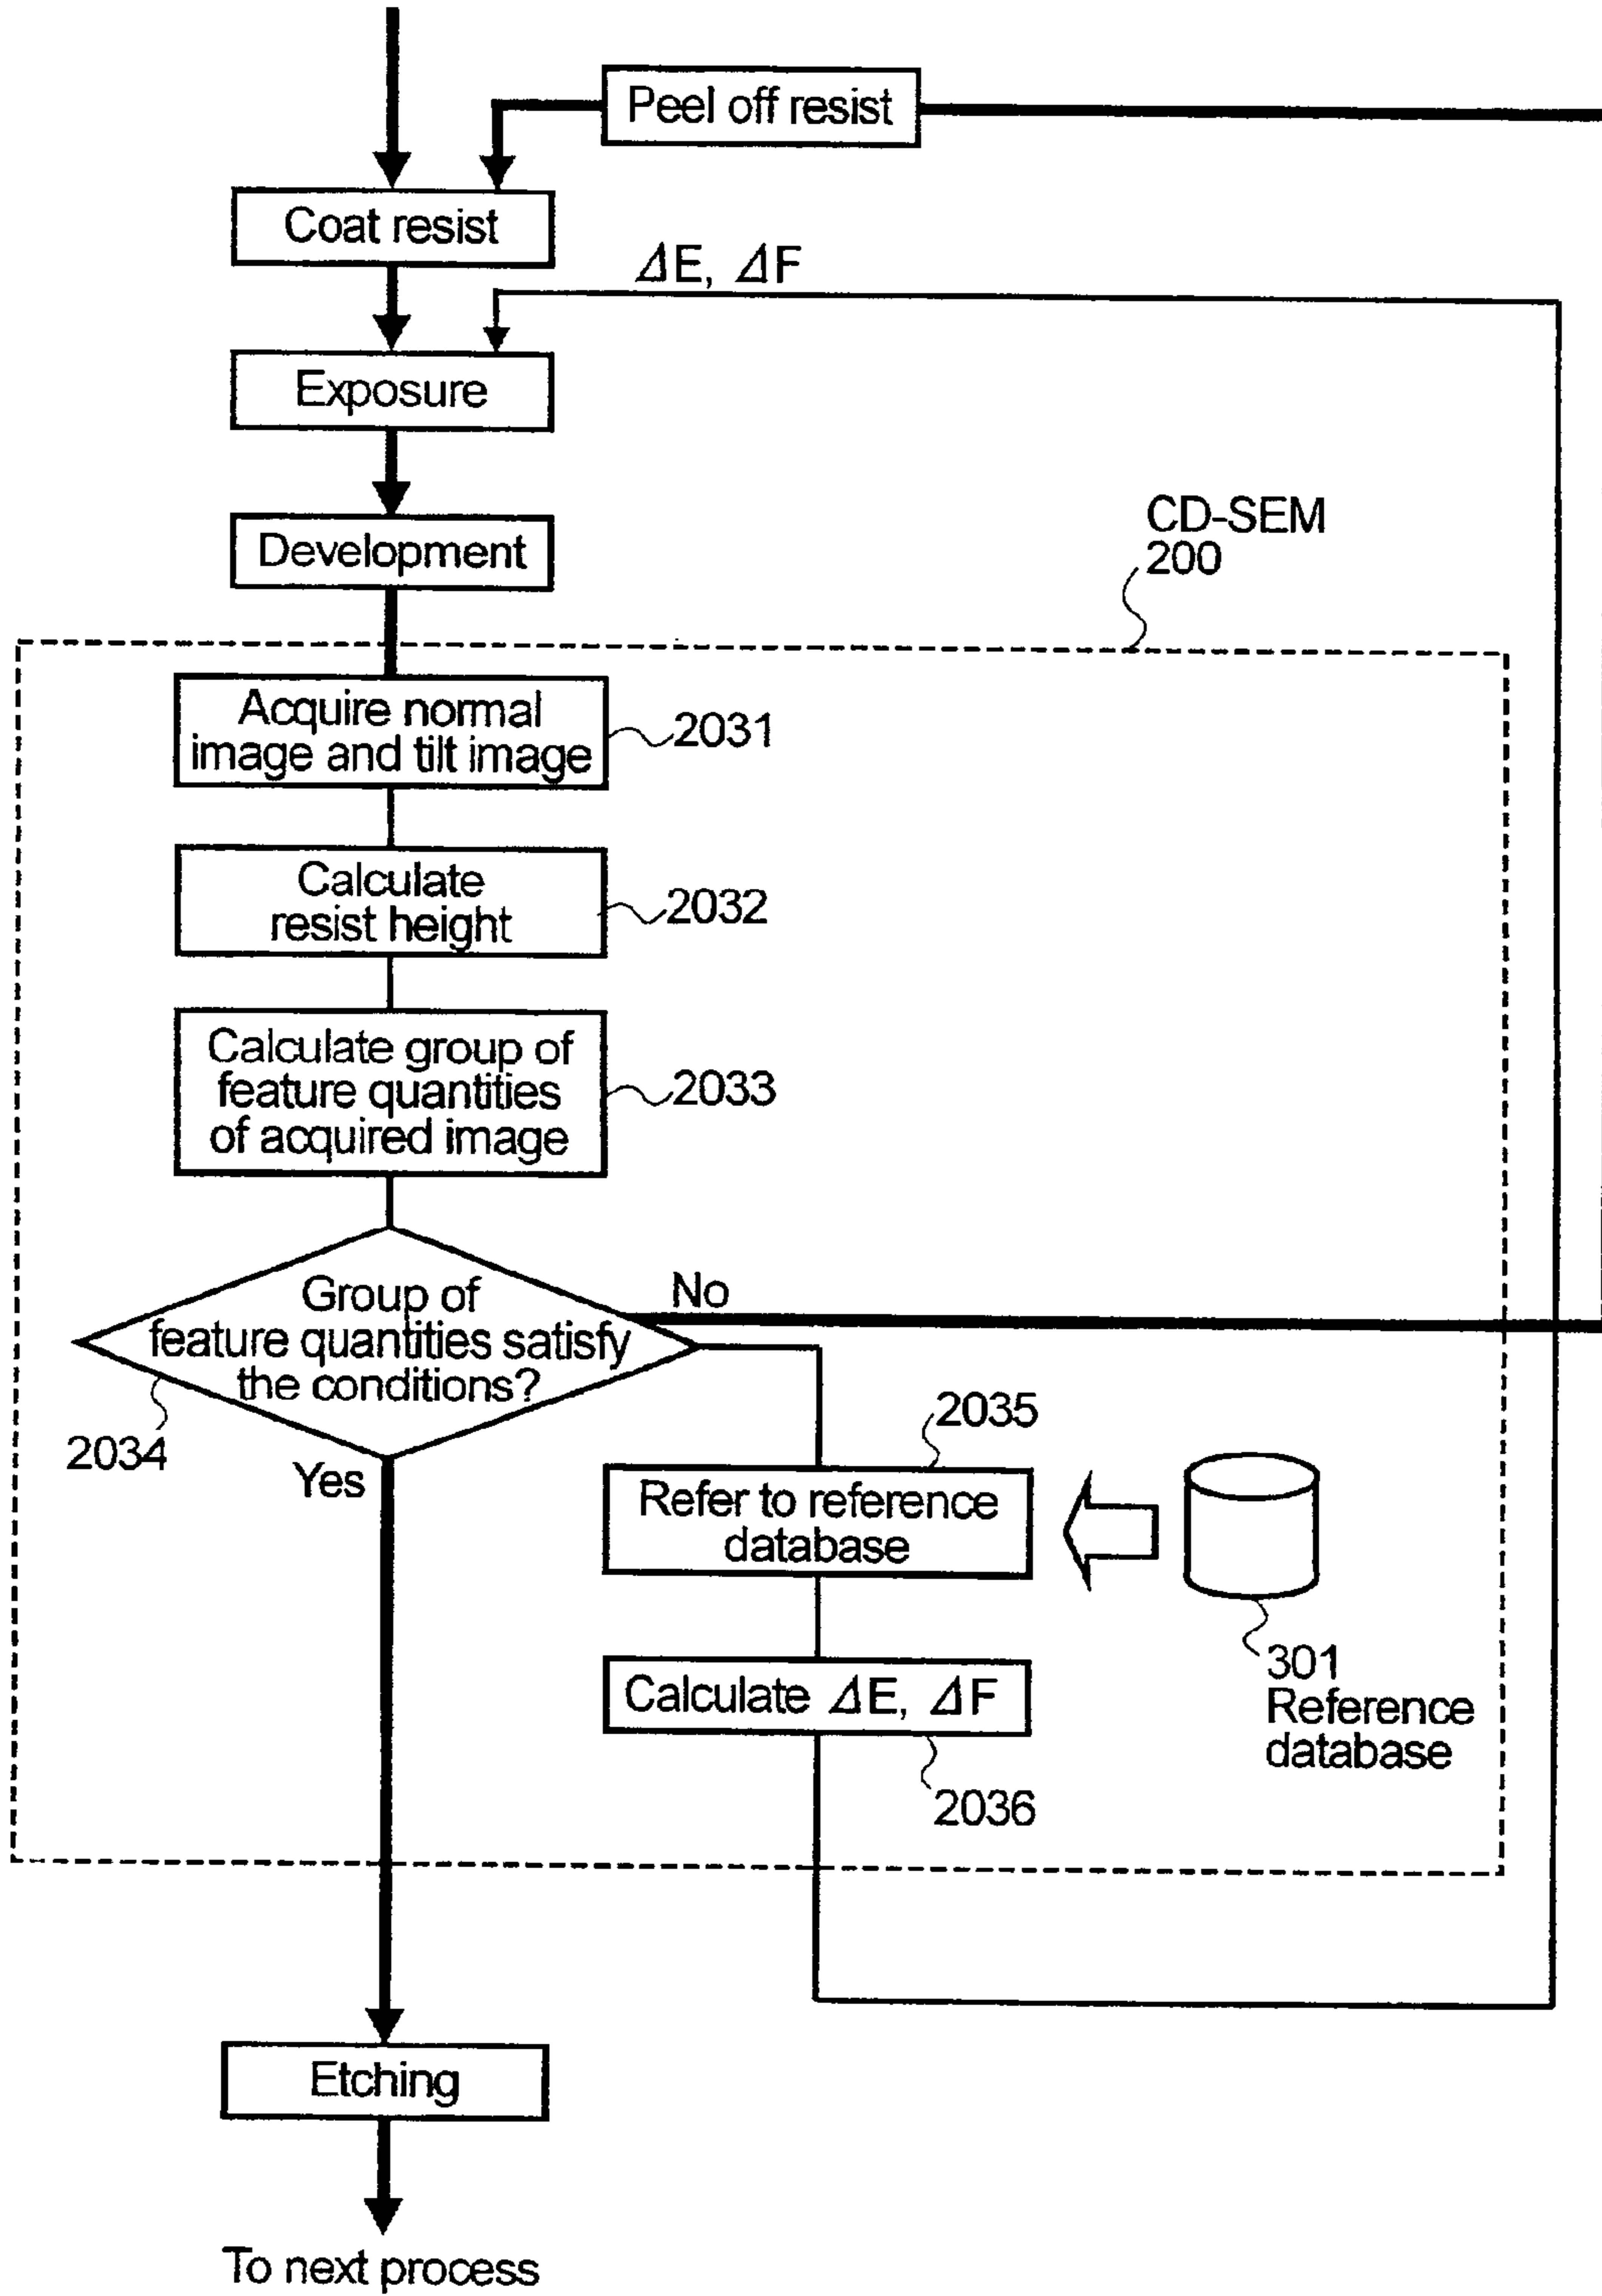 Peel off resist
Coat resist
ΔE, ΔF
Exposure
CD-SEM
200
Development
Acquire normal
image and tilt image
2031
Calculate
resist height
2032
Calculate group of
feature quantities
of acquired image
2033
No
Group of
feature quantities satisfy
the conditions?
2034
Yes
2035
Refer to reference
database
301
Reference
database
Calculate ΔE, ΔF
2036
Etching
To next process